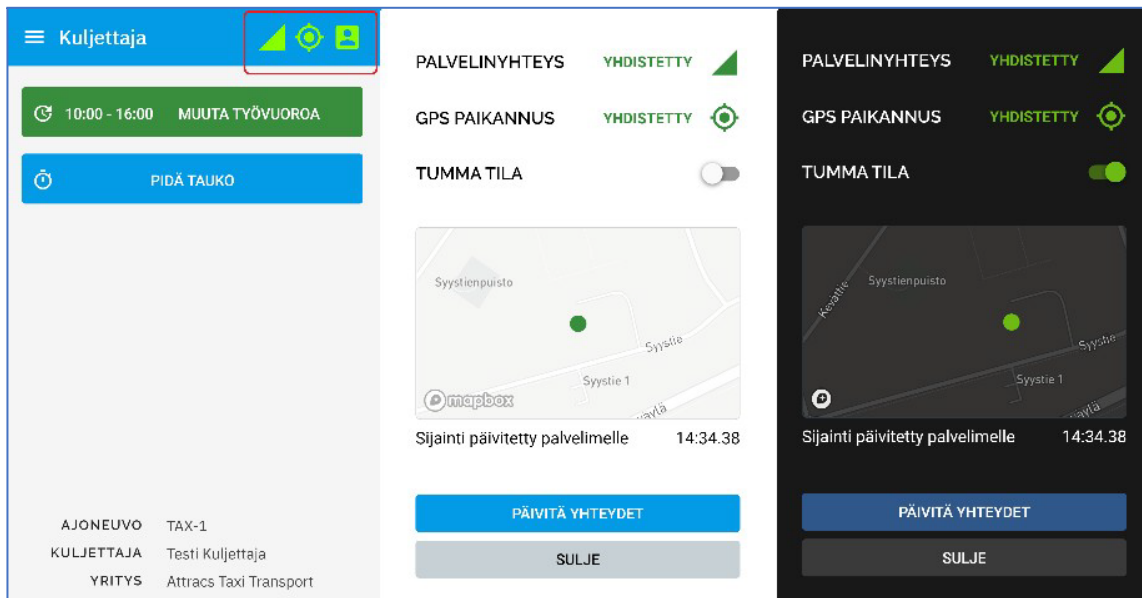 Kuljettaja
10:00 - 16:00 MUUTA TYÖVUOROA
PIDÄ TAUKO
AJONEUVO TAX-1
KULJETTAJA Testi Kuljettaja
YRITYS Attracs Taxi Transport
PALVELINYHTEYS YHDISTETTY
GPS PAIKANNUS YHDISTETTY
TUMMA TILA
Syystienpuisto
Syystie
Syystie 1
mapbox
Sijainti päivitetty palvelimelle 14:34.38
PÄIVITÄ YHTEYDET
SULJE
PALVELINYHTEYS YHDISTETTY
GPS PAIKANNUS YHDISTETTY
TUMMA TILA
Syystienpuisto
Kevättie
Syystie
Syystie 1
Sijainti päivitetty palvelimelle 14:34.38
PÄIVITÄ YHTEYDET
SULJE